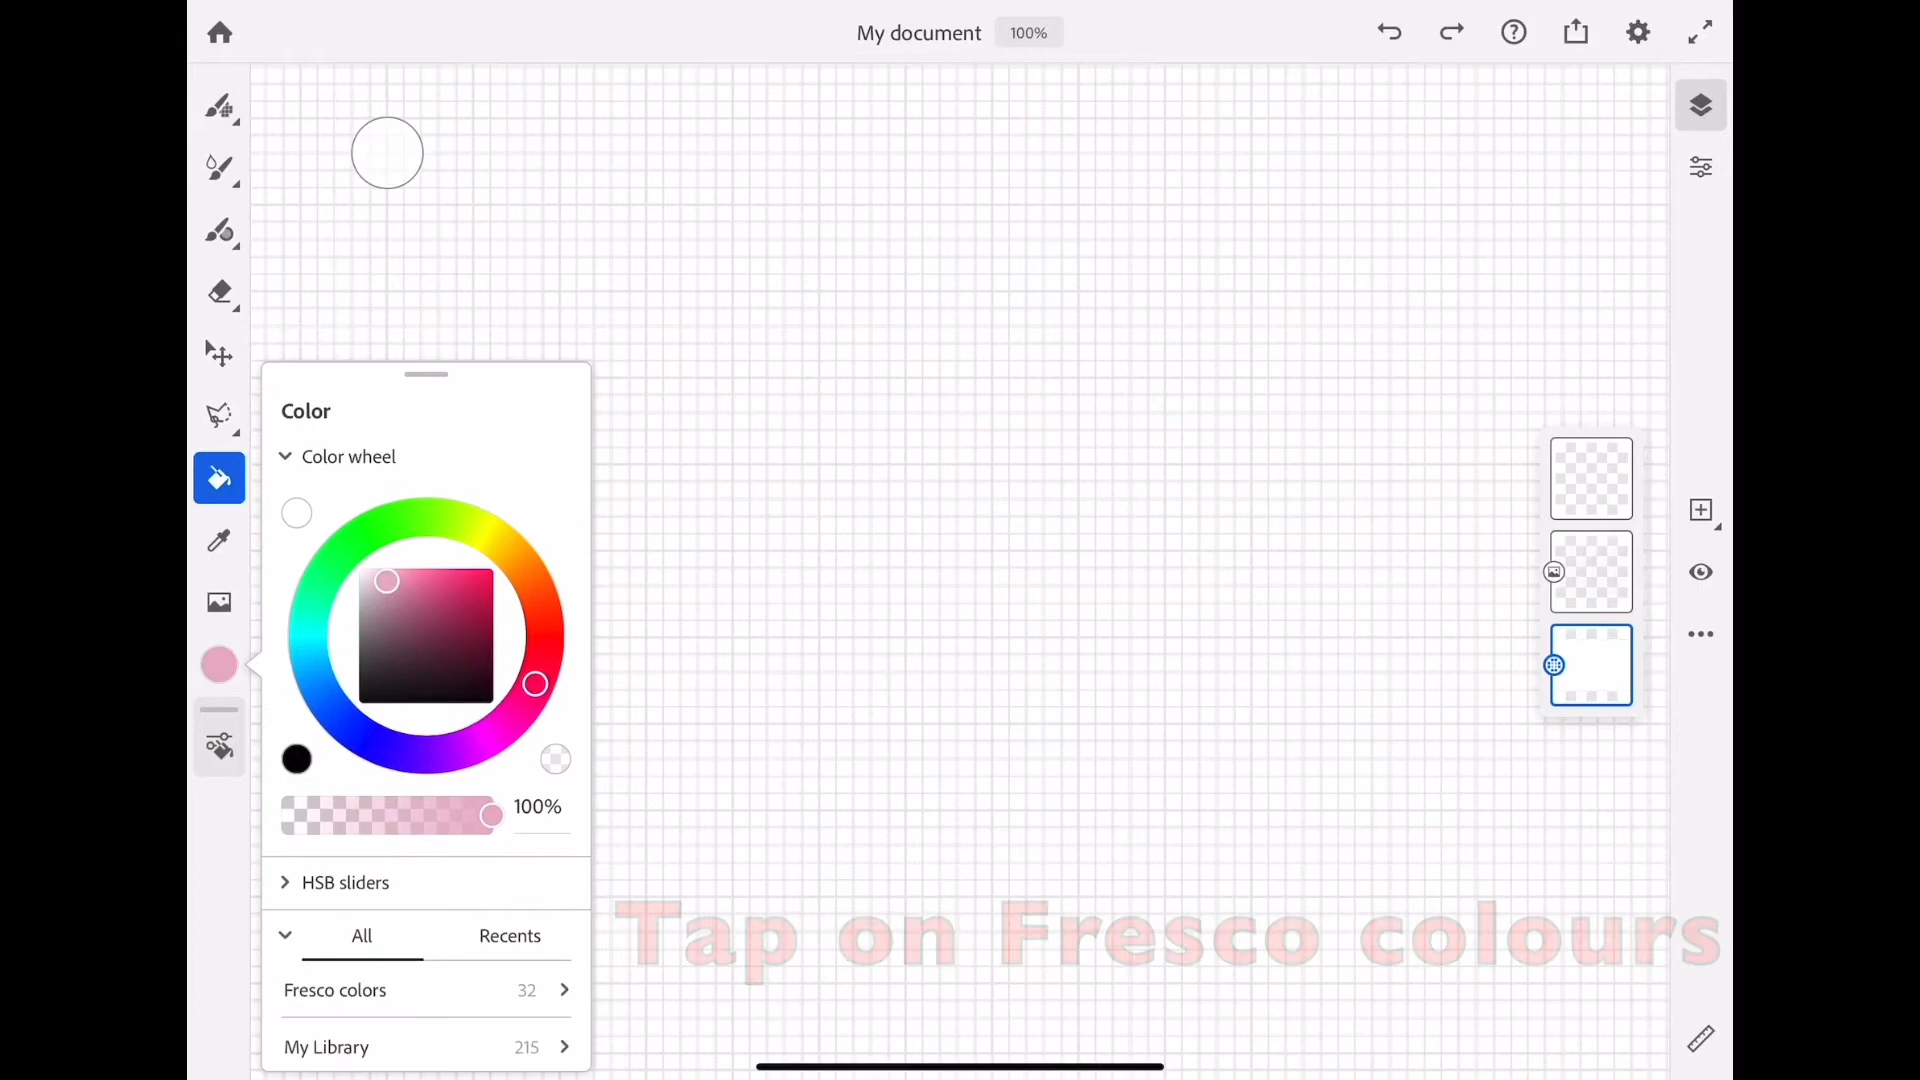 My document 100%
Color
Color wheel
100%
HSB sliders
All Recents
Fresco colors 32
My Library 215
Tap on Fresco colours